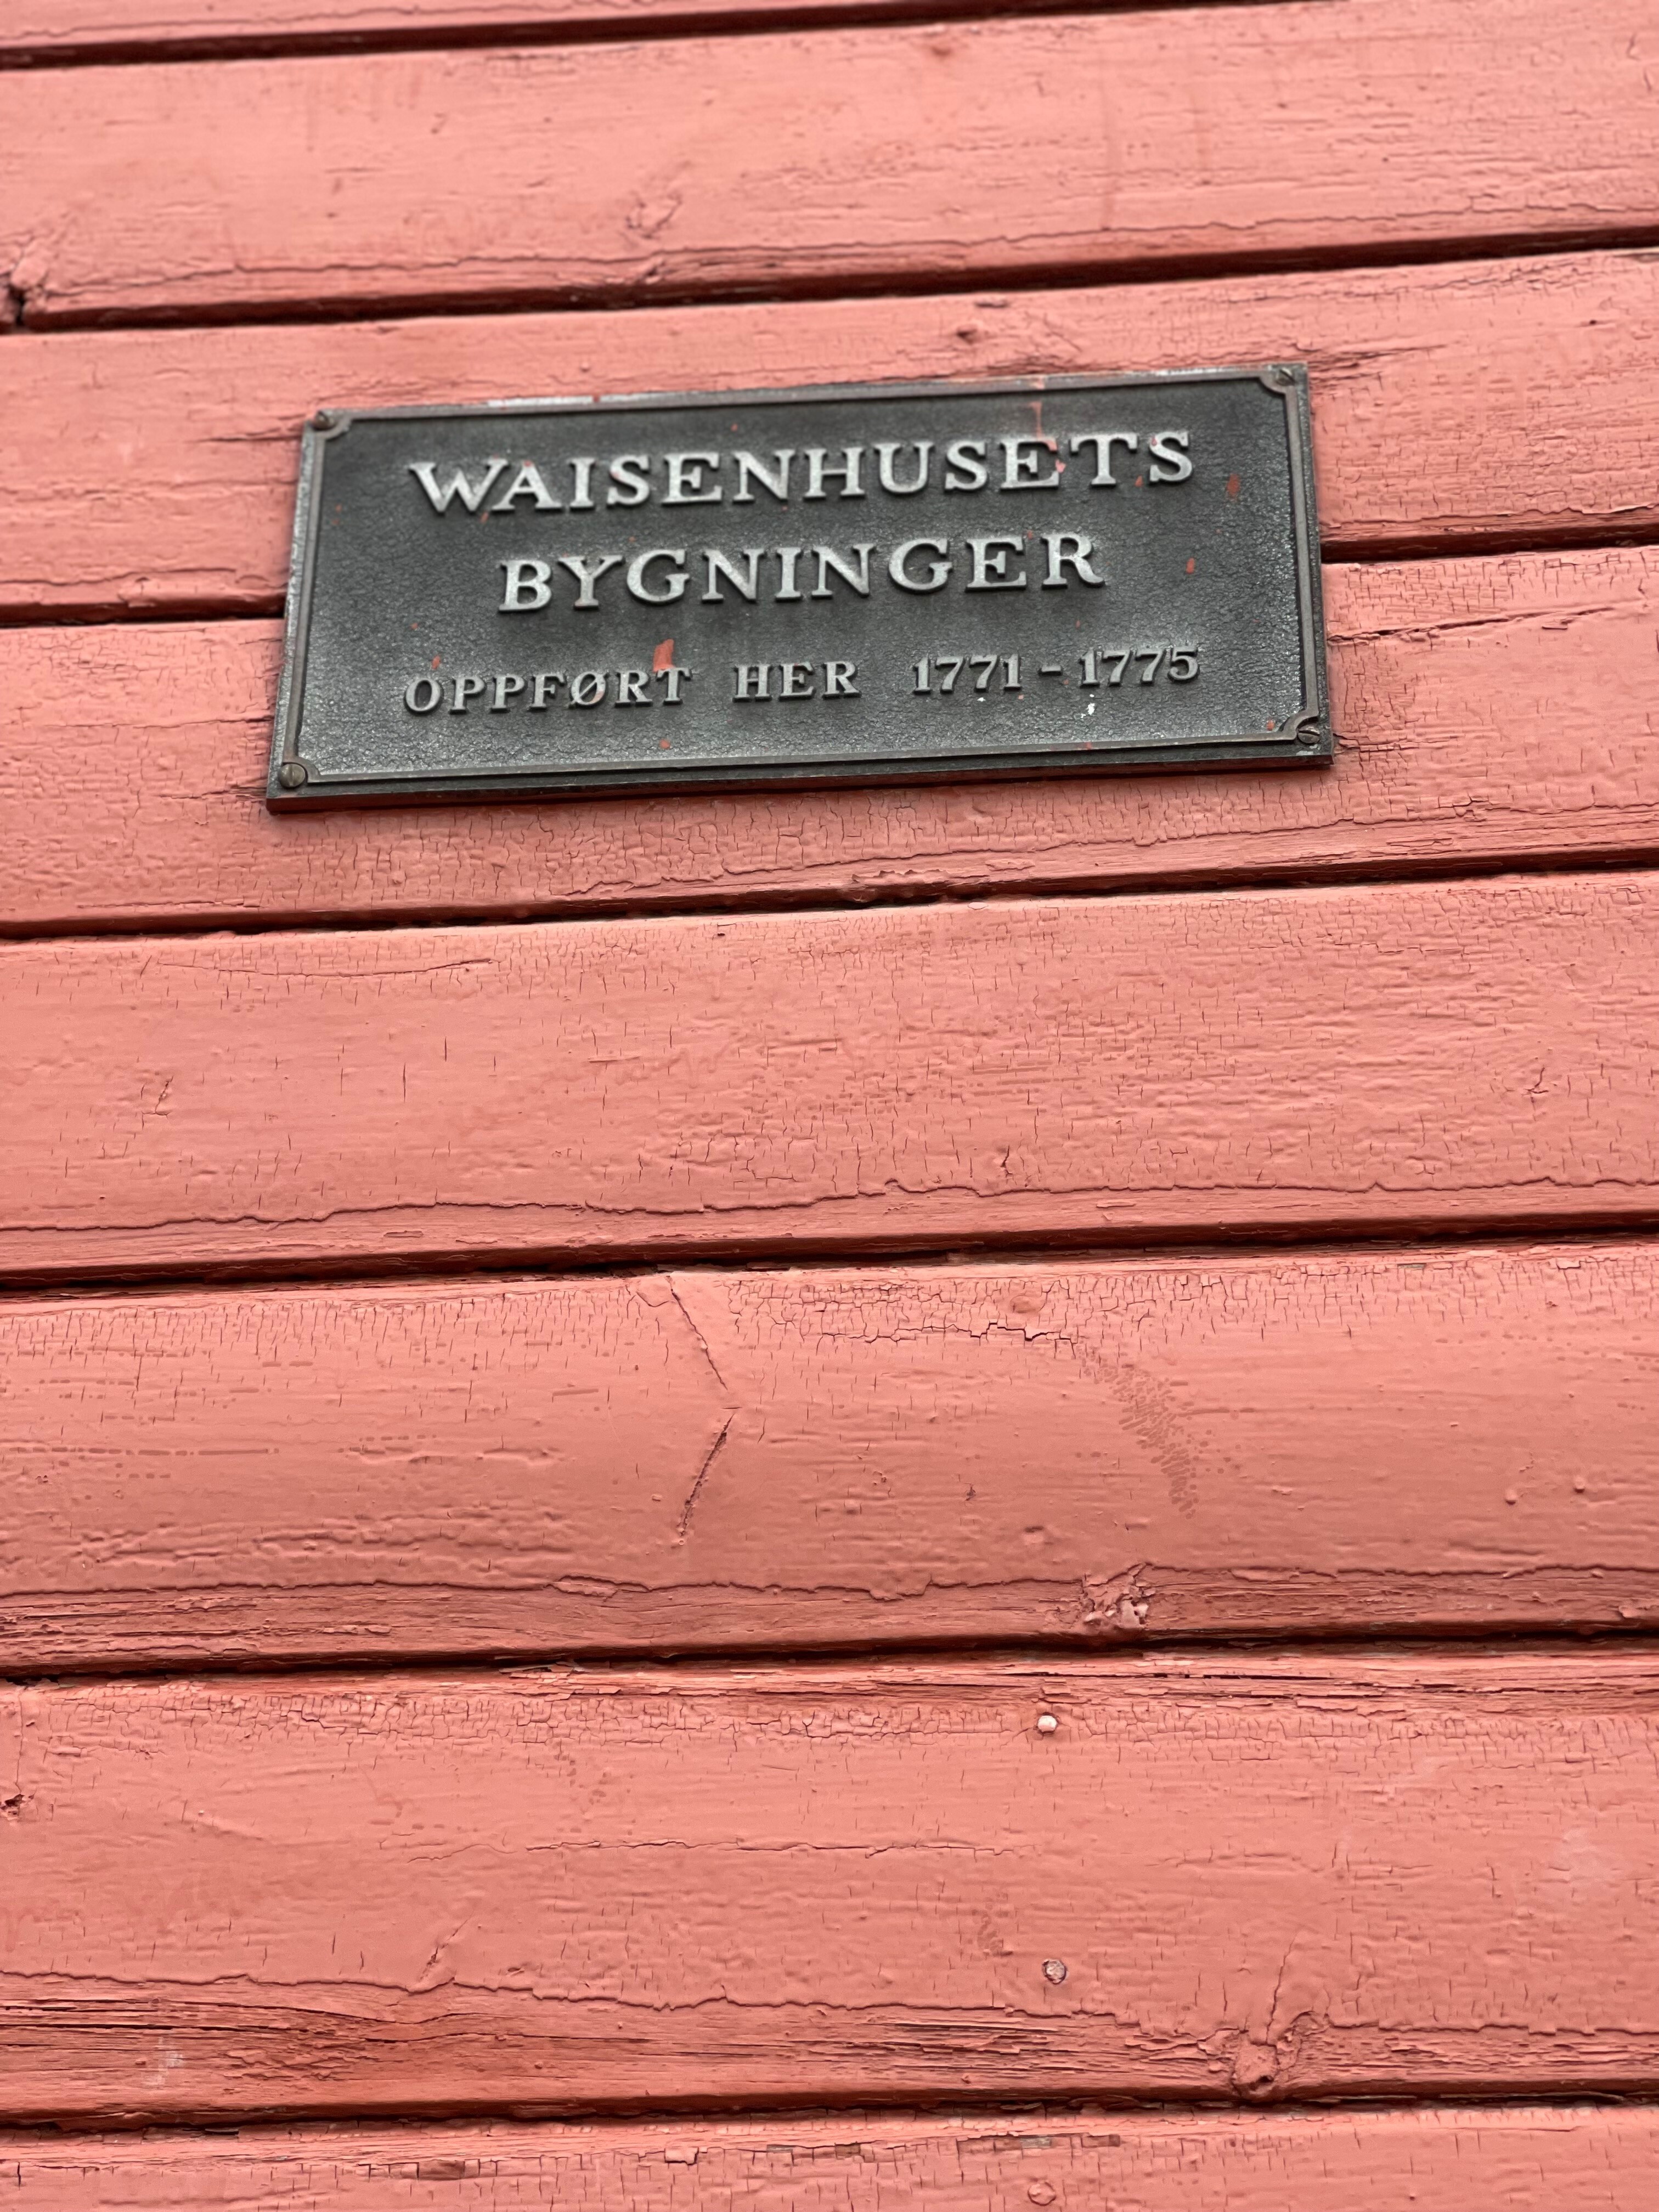 WAISENHUSETS
BYGNINGER
OPPFØRT HER 1771-1775